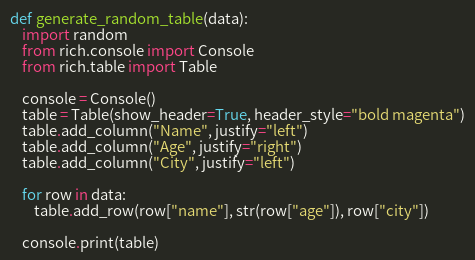 def generate_random_table(data):
    import random
    from rich.console import Console
    from rich.table import Table

    console = Console()
    table = Table(show_header=True, header_style="bold magenta")
    table.add_column("Name", justify="left")
    table.add_column("Age", justify="right")
    table.add_column("City", justify="left")

    for row in data:
        table.add_row(row["name"], str(row["age"]), row["city"])

    console.print(table)